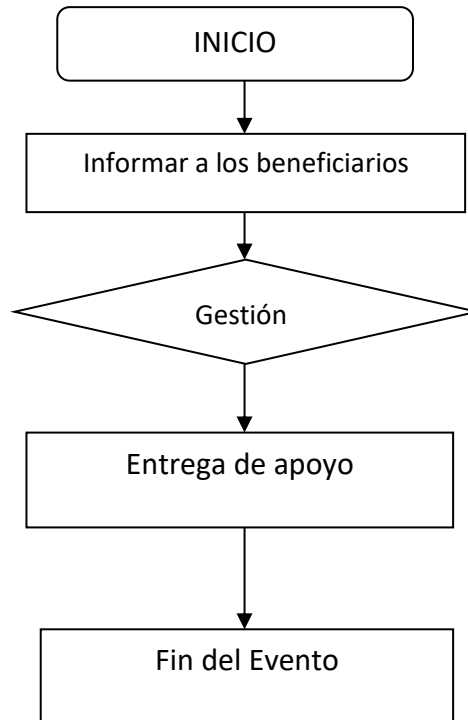 INICIO
Informar a los beneficiarios
Gestión
Entrega de apoyo
Fin del Evento